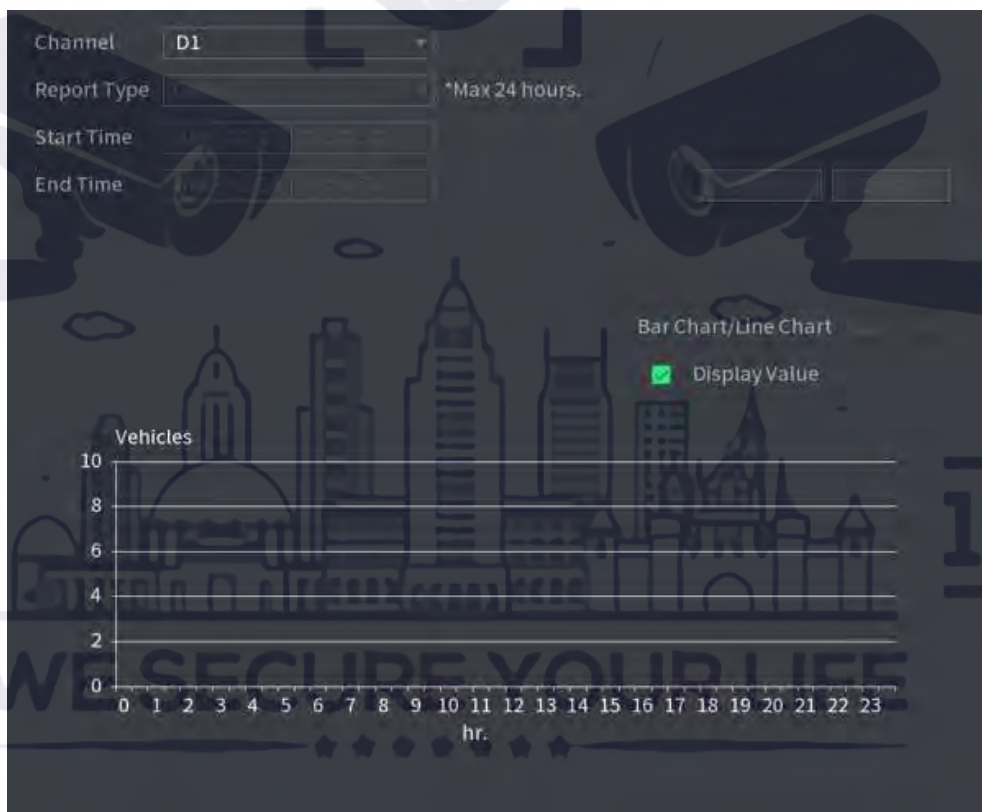 Channel D1
Report Type *Max 24 hours.
Start Time
End Time
Bar Chart/Line Chart
Display Value
Vehicles
10
8
6
4
2
0
0 1 2 3 4 5 6 7 8 9 10 11 12 13 14 15 16 17 18 19 20 21 22 23
hr.
WE SECURE YOUR LIFE